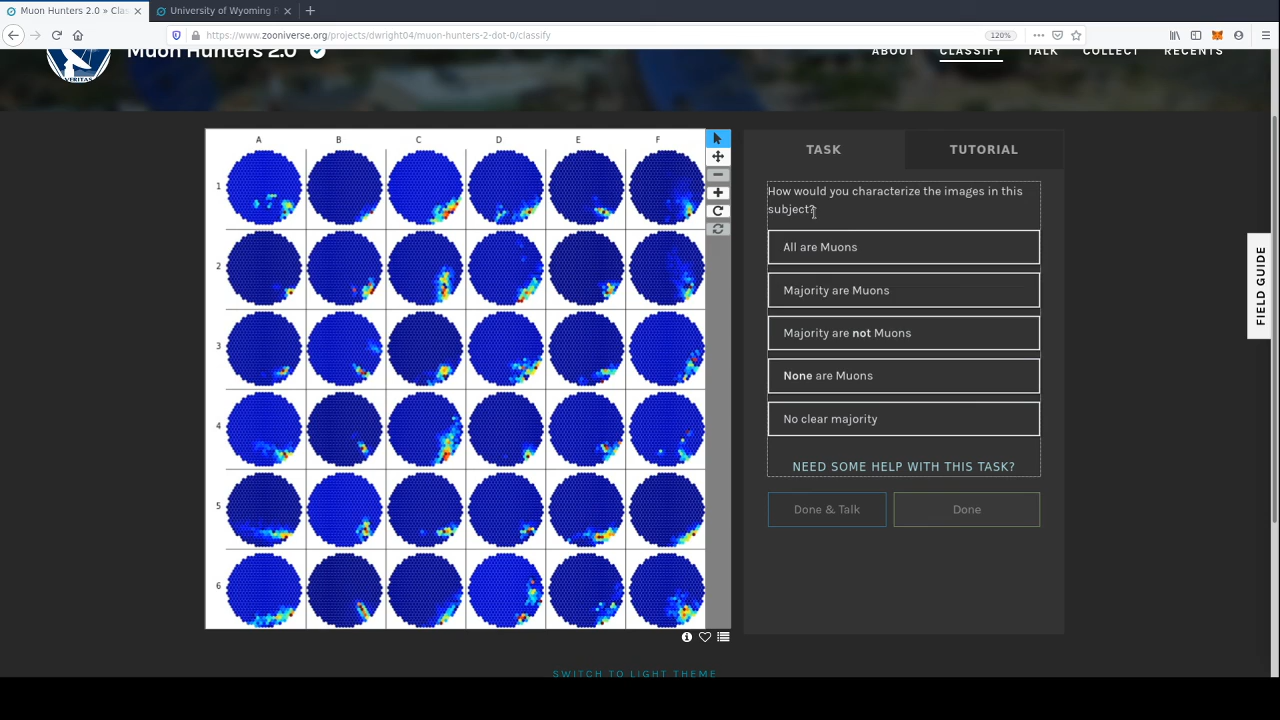 Muon Hunters 2.0 » Clas
University of Wyoming R
https://www.zooniverse.org/projects/dwright04/muon-hunters-2-dot-0/classify
120%
VERITAS
Muon Hunters 2.0
ABOUT
CLASSIFY
TALK
COLLECT
RECENTS
A B C D E F
1
2
3
4
5
6
TASK
TUTORIAL
How would you characterize the images in this
subject?
All are Muons
Majority are Muons
Majority are not Muons
None are Muons
No clear majority
NEED SOME HELP WITH THIS TASK?
Done & Talk
Done
FIELD GUIDE
SWITCH TO LIGHT THEME